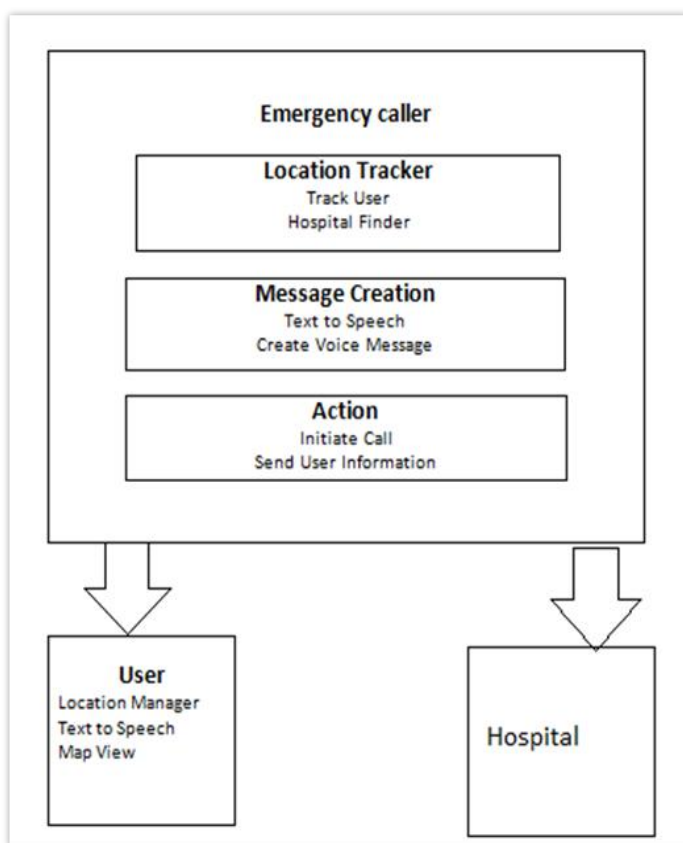 Emergency caller
Location Tracker
Track User
Hospital Finder
Message Creation
Text to Speech
Create Voice Message
Action
Initiate Call
Send User Information
User
Location Manager
Text to Speech
Map View
Hospital